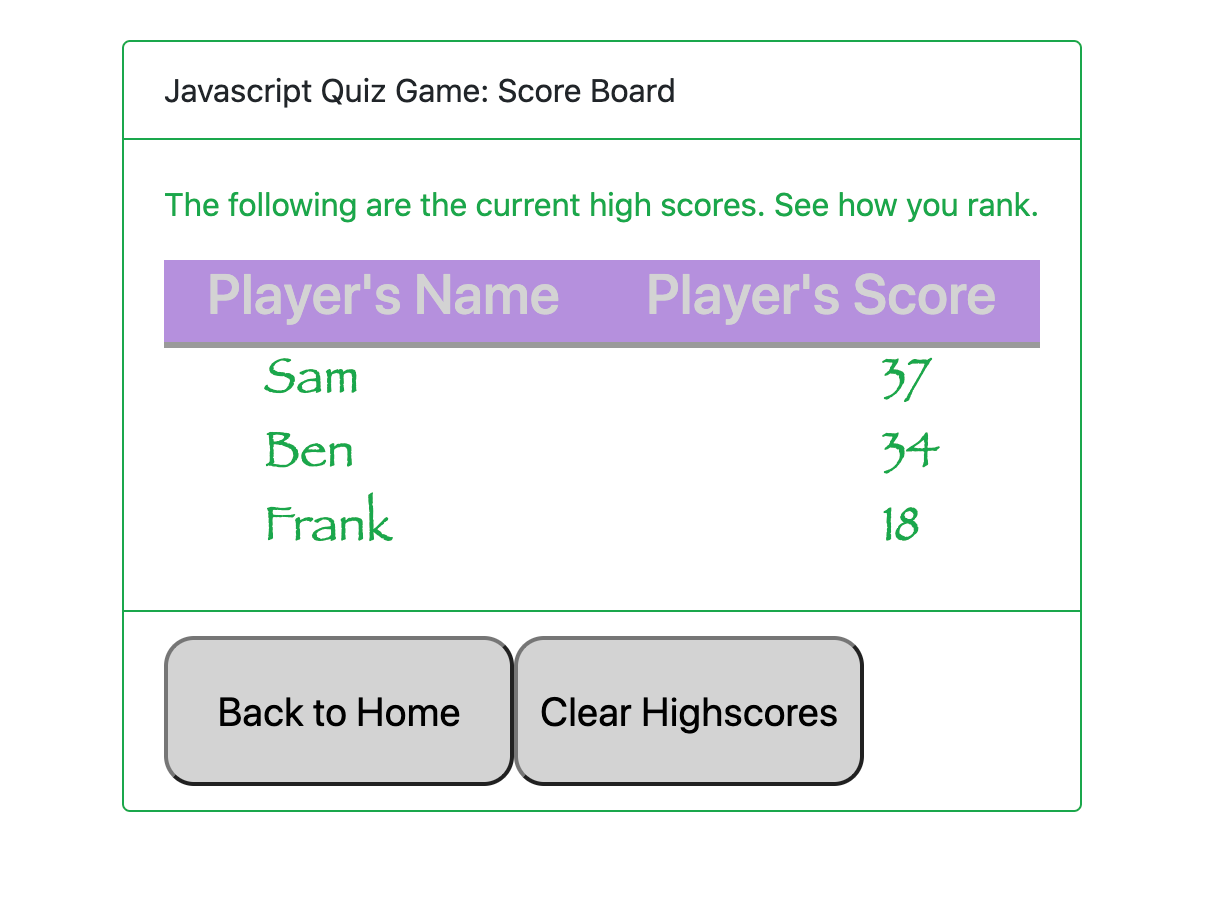 Javascript Quiz Game: Score Board
The following are the current high scores. See how you rank.
Player's Name Player's Score
Sam 37
Ben 34
Frank 18
Back to Home Clear Highscores